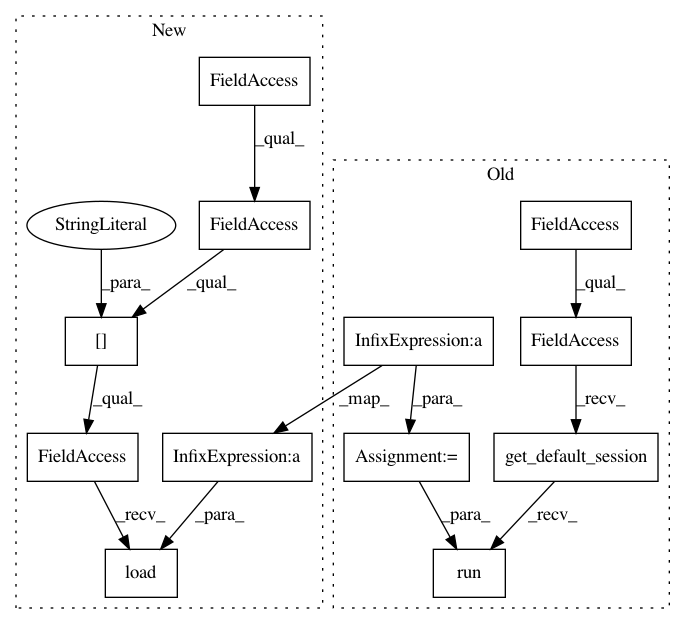 New
FieldAccess
_qual_
Old
StringLiteral
FieldAccess
FieldAccess
_para_
_qual_
_qual_
[]
InfixExpression:a
FieldAccess
_qual_
_map_
_para_
_recv_
FieldAccess
InfixExpression:a
Assignment:=
get_default_session
_recv_
_para_
_para_
_recv_
load
run